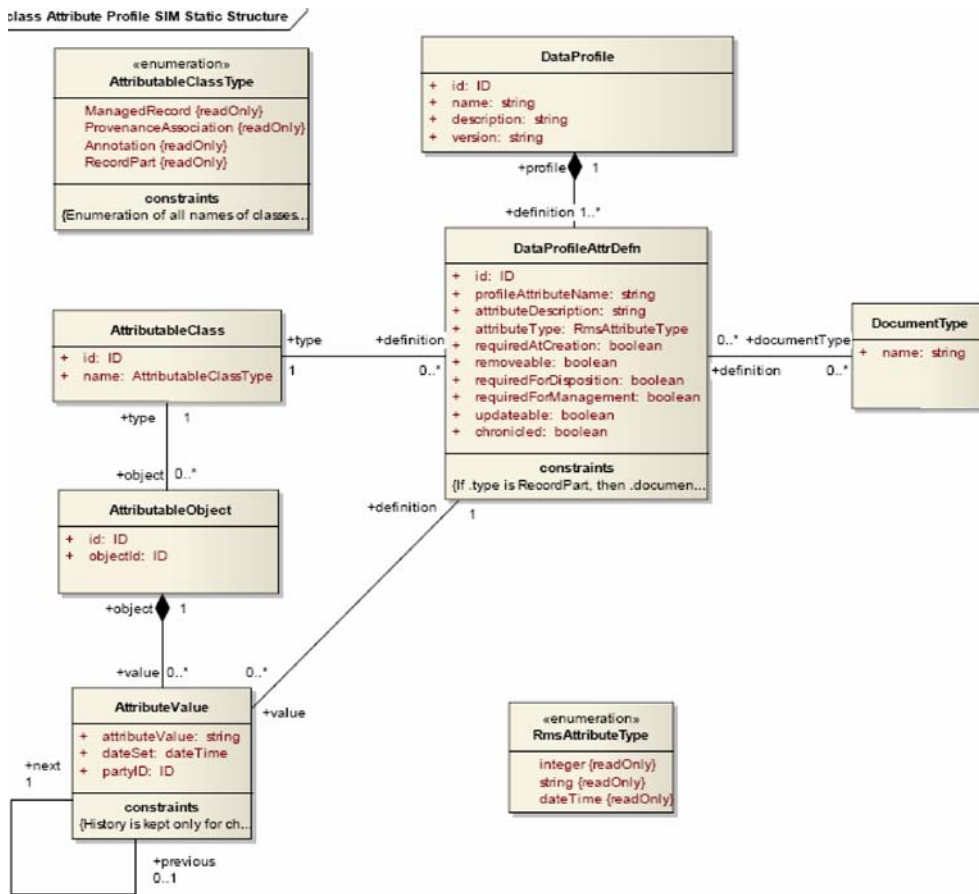 class Attribute Profile SIM Static Structure
«enumeration»
AttributableClassType
ManagedRecord {readOnly}
ProvenanceAssociation {readOnly}
Annotation {readOnly}
RecordPart {readOnly}
constraints
{Enumeration of all names of classes...
DataProfile
+ id: ID
+ name: string
+ description: string
+ version: string
+profile 1
+definition 1..*
DataProfileAttrDefn
+ id: ID
+ profileAttributeName: string
+ attributeDescription: string
+ attributeType: RmsAttributeType
+ requiredAtCreation: boolean
+ removeable: boolean
+ requiredForDisposition: boolean
+ requiredForManagement: boolean
+ updateable: boolean
+ chronicled: boolean
constraints
{If .type is RecordPart, then .documen...
0..* +documentType
+definition 0..*
DocumentType
+ name: string
AttributableClass
+ id: ID
+ name: AttributableClassType
+type +definition
1 0..*
+type 1
+object 0..*
AttributableObject
+ id: ID
+ objectId: ID
+definition
1
+object 1
+value 0..*
0..*
+value
AttributeValue
+ attributeValue: string
+ dateSet: dateTime
+ partyID: ID
constraints
{History is kept only for ch...
+next
1
+previous
0..1
«enumeration»
RmsAttributeType
integer {readOnly}
string {readOnly}
dateTime {readOnly}